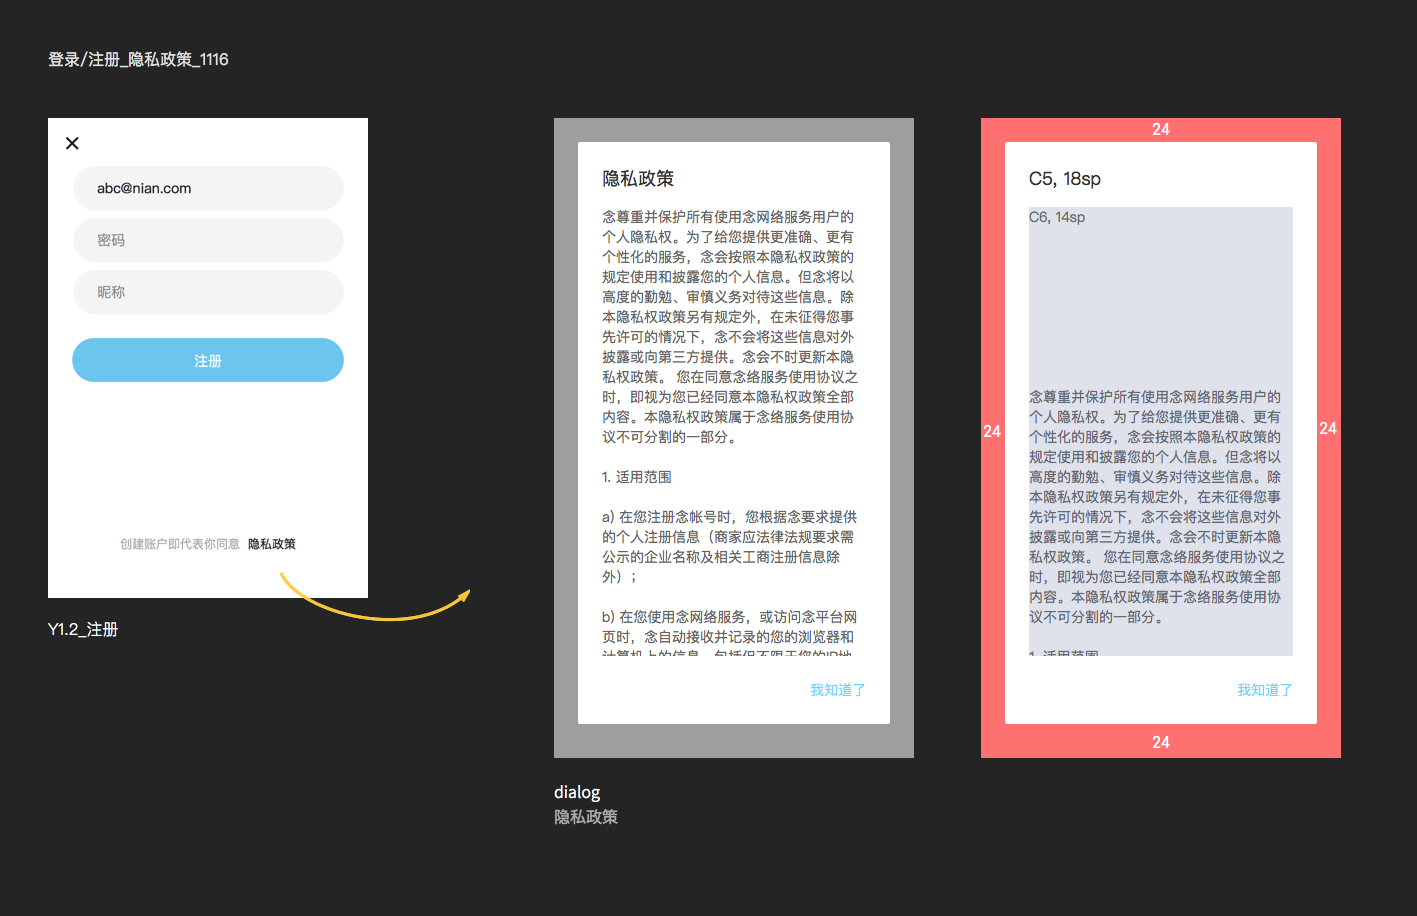 登录/注册_隐私政策_1116
abc@nian.com
密码
昵称
注册
创建账户即代表你同意 隐私政策
Y1.2_注册
隐私政策
念尊重并保护所有使用念网络服务用户的
个人隐私权。为了给您提供更准确、更有
个性化的服务，念会按照本隐私权政策的
规定使用和披露您的个人信息。但念将以
高度的勤勉、审慎义务对待这些信息。除
本隐私权政策另有规定外，在未征得您事
先许可的情况下，念不会将这些信息对外
披露或向第三方提供。念会不时更新本隐
私权政策。 您在同意念络服务使用协议之
时，即视为您已经同意本隐私权政策全部
内容。本隐私权政策属于念络服务使用协
议不可分割的一部分。
1. 适用范围
a) 在您注册念帐号时，您根据念要求提供
的个人注册信息（商家应法律法规要求需
公示的企业名称及相关工商注册信息除
外）；
b) 在您使用念网络服务，或访问念平台网
页时，念自动接收并记录的您的浏览器和
计算机上的信息，包括但不限于您的IP地
我知道了
dialog
隐私政策
24
C5, 18sp
C6, 14sp
念尊重并保护所有使用念网络服务用户的
个人隐私权。为了给您提供更准确、更有
个性化的服务，念会按照本隐私权政策的
规定使用和披露您的个人信息。但念将以
高度的勤勉、审慎义务对待这些信息。除
本隐私权政策另有规定外，在未征得您事
先许可的情况下，念不会将这些信息对外
披露或向第三方提供。念会不时更新本隐
私权政策。 您在同意念络服务使用协议之
时，即视为您已经同意本隐私权政策全部
内容。本隐私权政策属于念络服务使用协
议不可分割的一部分。
1. 适用范围
24
24
我知道了
24